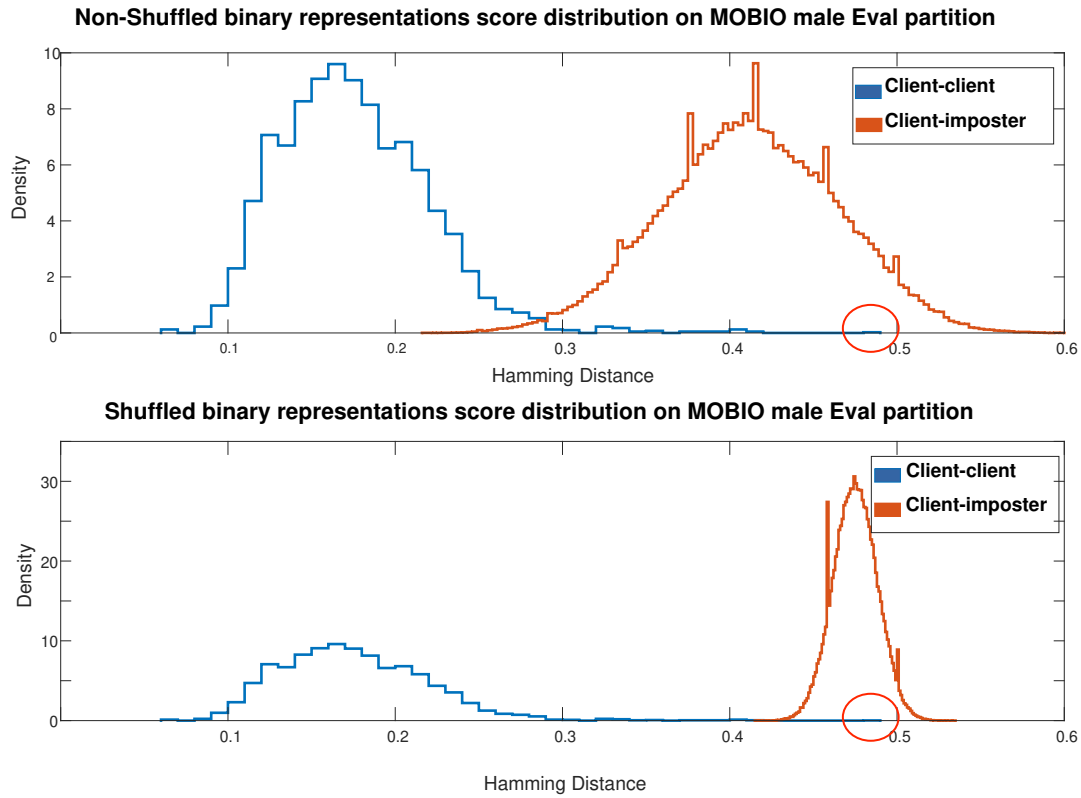 Non-Shuffled binary representations score distribution on MOBIO male Eval partition
10
8
6
4
2
0
Density
Client-client
Client-imposter
0.1 0.2 0.3 0.4 0.5 0.6
Hamming Distance
Shuffled binary representations score distribution on MOBIO male Eval partition
30
20
10
0
Density
Client-client
Client-imposter
0.1 0.2 0.3 0.4 0.5 0.6
Hamming Distance